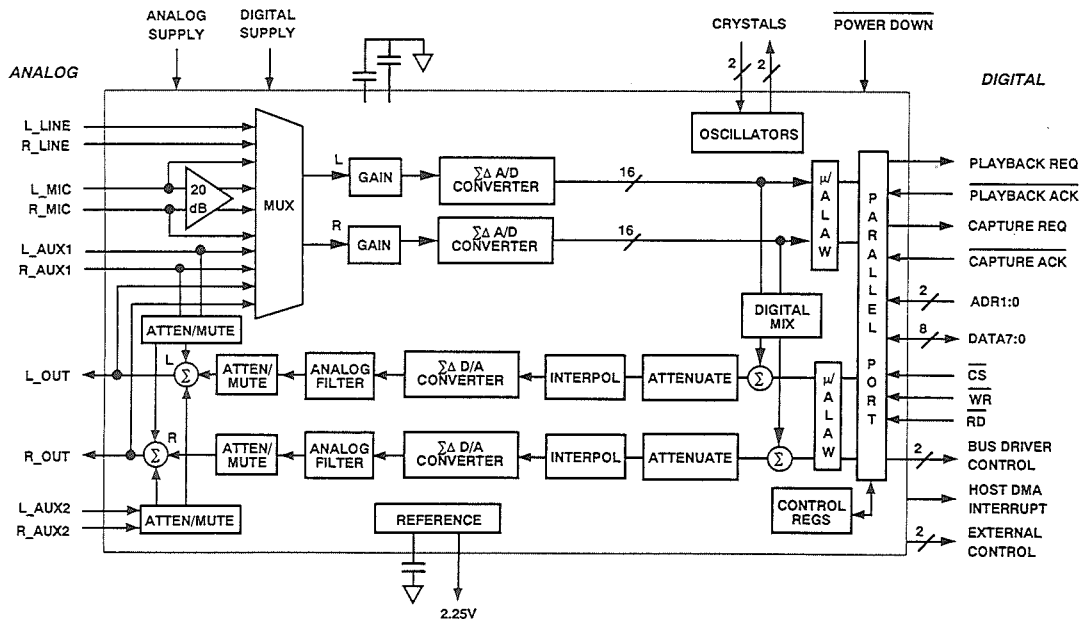 ANALOG
SUPPLY
DIGITAL
SUPPLY
CRYSTALS
POWER DOWN
2
2
ANALOG
DIGITAL
OSCILLATORS
L_LINE
R_LINE
L_MIC
R_MIC
L_AUX1
R_AUX1
20
dB
MUX
L
GAIN
Σ∆ A/D
CONVERTER
16
R
GAIN
Σ∆ A/D
CONVERTER
16
µ/
A
L
A
W
P
A
R
A
L
L
E
L
P
O
R
T
PLAYBACK REQ
PLAYBACK ACK
CAPTURE REQ
CAPTURE ACK
2
ADR1:0
8
DATA7:0
CS
WR
RD
2
BUS DRIVER
CONTROL
HOST DMA
INTERRUPT
2
EXTERNAL
CONTROL
DIGITAL
MIX
ATTEN/MUTE
L_OUT
L
Σ
ATTEN/
MUTE
ANALOG
FILTER
Σ∆ D/A
CONVERTER
INTERPOL
ATTENUATE
Σ
µ/
A
L
A
W
R_OUT
R
Σ
ATTEN/
MUTE
ANALOG
FILTER
Σ∆ D/A
CONVERTER
INTERPOL
ATTENUATE
Σ
L_AUX2
R_AUX2
ATTEN/MUTE
REFERENCE
CONTROL
REGS
2.25V